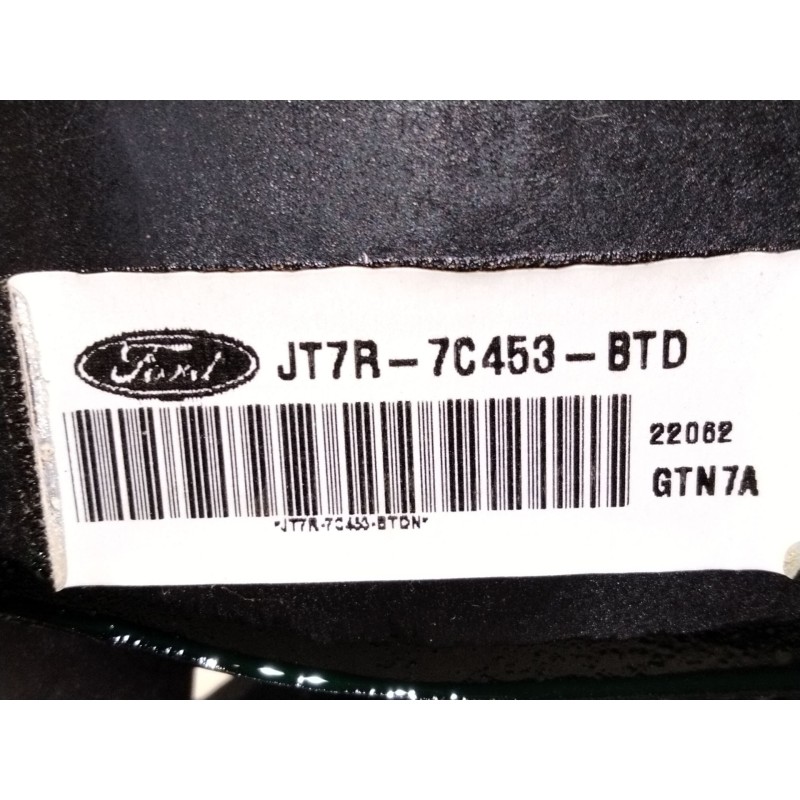 Ford JT7R-7C453-BTD
22062
GTN7A
*JT7R-7C453-BTDN*